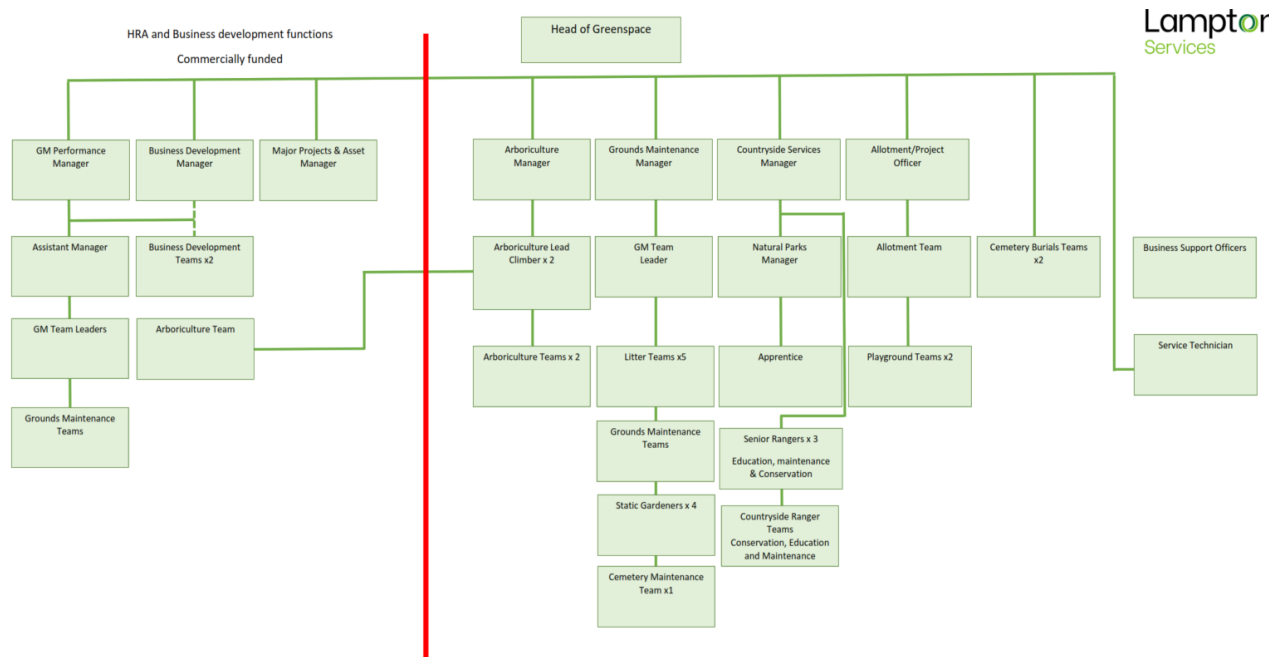 HRA and Business development functions
Commercially funded
Head of Greenspace
Lampton
Services
GM Performance
Manager
Business Development
Manager
Major Projects & Asset
Manager
Arboriculture
Manager
Grounds Maintenance
Manager
Countryside Services
Manager
Allotment/Project
Officer
Assistant Manager
Business Development
Teams x2
Arboriculture Lead
Climber x 2
GM Team
Leader
Natural Parks
Manager
Allotment Team
Cemetery Burials Teams
x2
Business Support Officers
GM Team Leaders
Arboriculture Team
Arboriculture Teams x 2
Litter Teams x5
Apprentice
Playground Teams x2
Service Technician
Grounds Maintenance
Teams
Grounds Maintenance
Teams
Senior Rangers x 3
Education, maintenance
& Conservation
Static Gardeners x 4
Countryside Ranger
Teams
Conservation, Education
and Maintenance
Cemetery Maintenance
Team x1